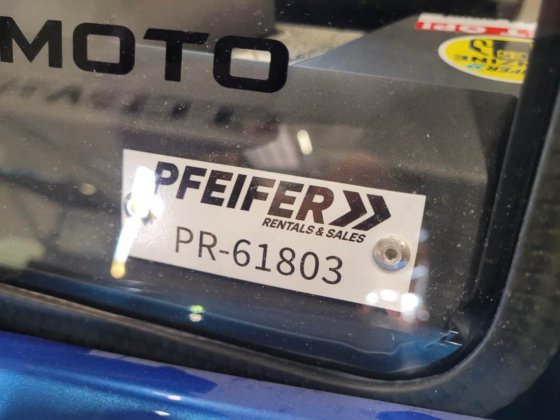 MOTO
PFEIFER
RENTALS & SALES
PR-61803